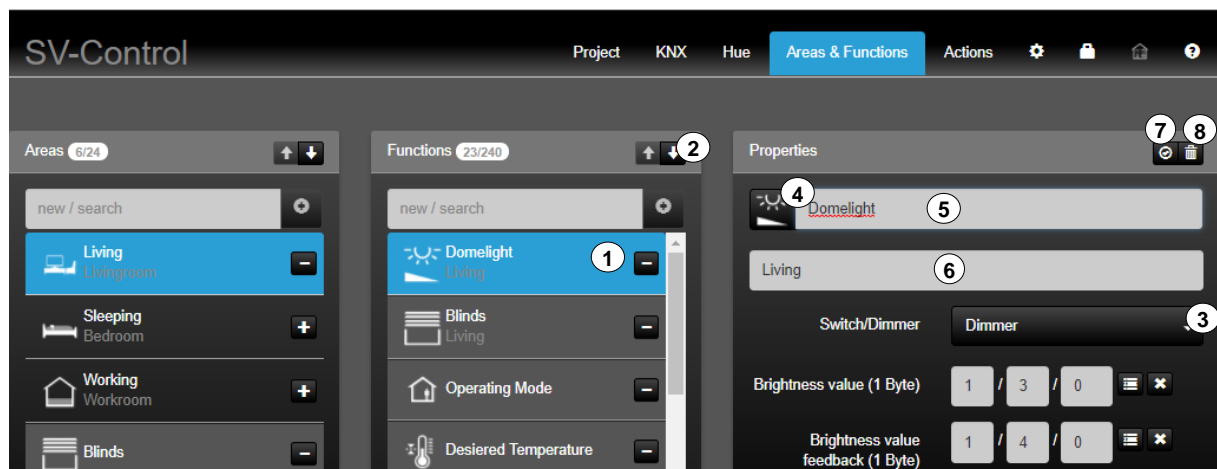 SV-Control
Project KNX Hue Areas & Functions Actions
7 8
Areas 6/24
Functions 23/240
2
Properties
new / search
new / search
4
Domelight
5
Living
Livingroom
Domelight
Living
1
Living
6
Sleeping
Bedroom
Blinds
Living
Switch/Dimmer
Dimmer
3
Working
Workroom
Operating Mode
Brightness value (1 Byte)
1 / 3 / 0
Blinds
Desiered Temperature
Brightness value
feedback (1 Byte)
1 / 4 / 0